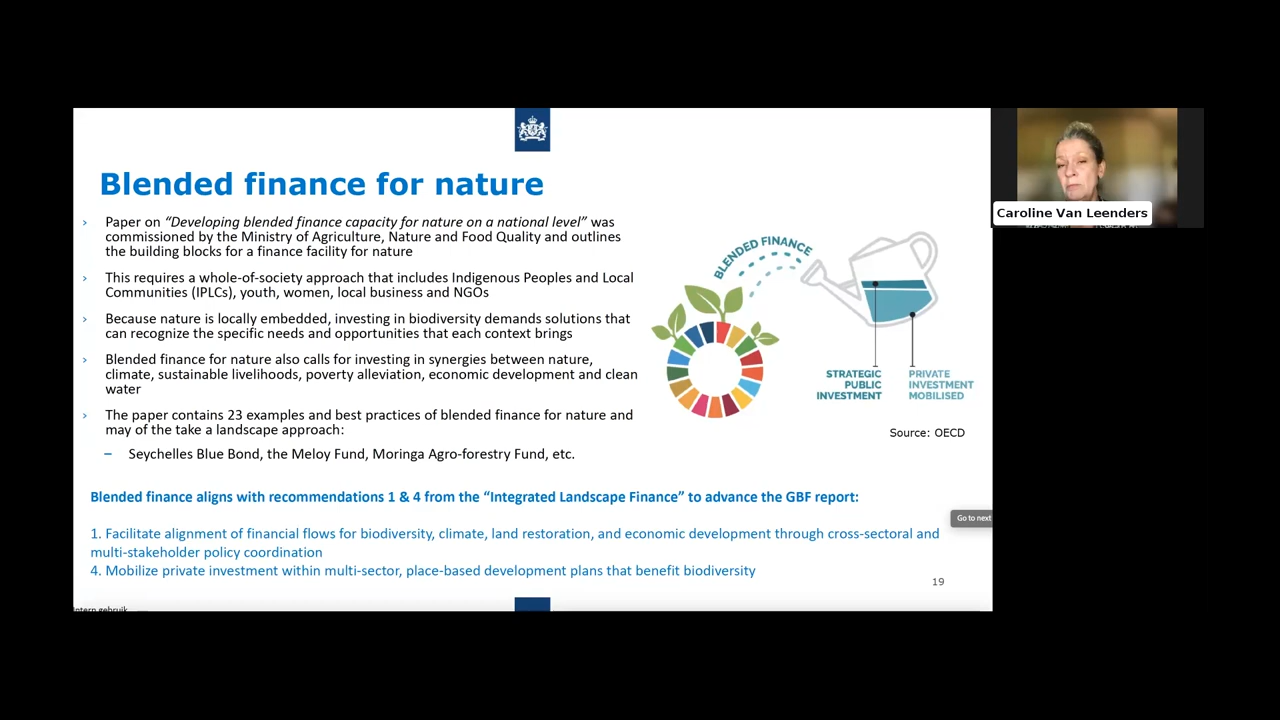 Blended finance for nature
› Paper on “Developing blended finance capacity for nature on a national level” was
commissioned by the Ministry of Agriculture, Nature and Food Quality and outlines
the building blocks for a finance facility for nature
› This requires a whole-of-society approach that includes Indigenous Peoples and Local
Communities (IPLCs), youth, women, local business and NGOs
› Because nature is locally embedded, investing in biodiversity demands solutions that
can recognize the specific needs and opportunities that each context brings
› Blended finance for nature also calls for investing in synergies between nature,
climate, sustainable livelihoods, poverty alleviation, economic development and clean
water
› The paper contains 23 examples and best practices of blended finance for nature and
may of the take a landscape approach:
– Seychelles Blue Bond, the Meloy Fund, Moringa Agro-forestry Fund, etc.
BLENDED FINANCE
STRATEGIC
PUBLIC
INVESTMENT
PRIVATE
INVESTMENT
MOBILISED
Source: OECD
Blended finance aligns with recommendations 1 & 4 from the “Integrated Landscape Finance” to advance the GBF report:
1. Facilitate alignment of financial flows for biodiversity, climate, land restoration, and economic development through cross-sectoral and
multi-stakeholder policy coordination
4. Mobilize private investment within multi-sector, place-based development plans that benefit biodiversity
19
Go to next
Intern gebruik
Caroline Van Leenders